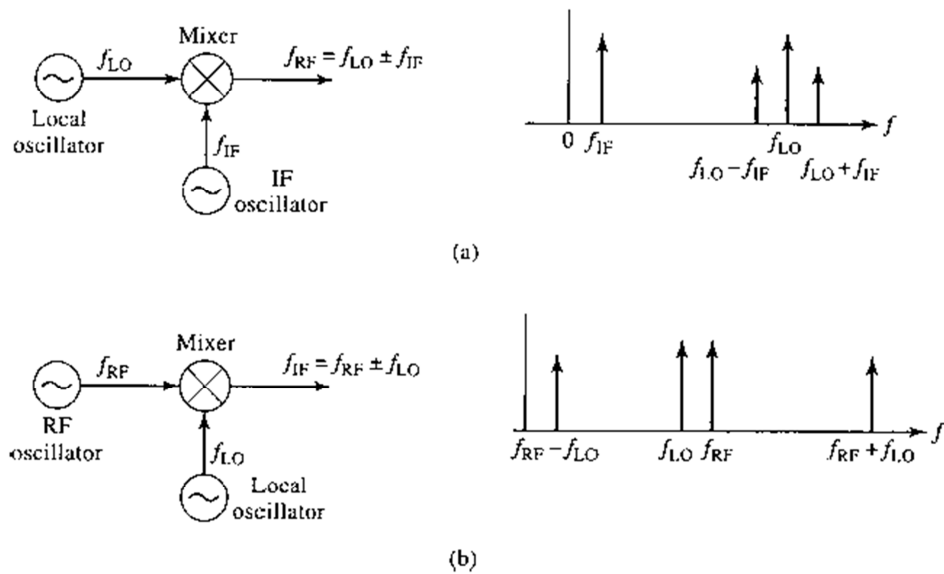 Mixer
f_LO
f_RF = f_LO ± f_IF
Local
oscillator
f_IF
IF
oscillator
0 f_IF
f_LO
f_LO − f_IF f_LO + f_IF
f
(a)
Mixer
f_RF
f_IF = f_RF ± f_LO
RF
oscillator
f_LO
Local
oscillator
f_RF − f_LO f_LO f_RF f_RF + f_LO
f
(b)